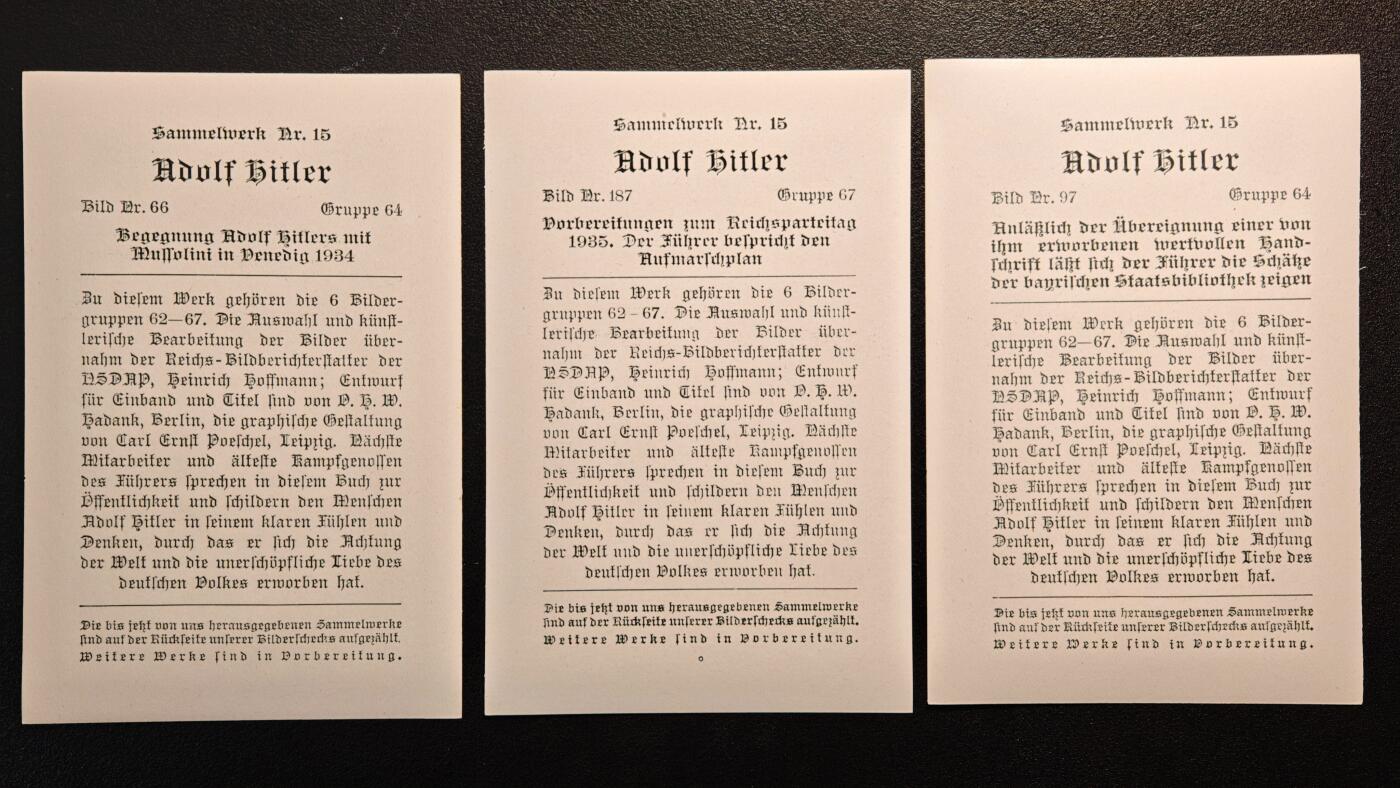 Sammelwerk Nr. 15
Adolf Hitler
Bild Nr. 66 Gruppe 64
Begegnung Adolf Hitlers mit
Mussolini in Venedig 1934
Zu diesem Werk gehören die 6 Bilder-
gruppen 62—67. Die Auswahl und künst-
lerische Bearbeitung der Bilder über-
nahm der Reichs-Bildberichterstatter der
NSDAP, Heinrich Hoffmann; Entwurf
für Einband und Titel sind von O. H. W.
Hadank, Berlin, die graphische Gestaltung
von Carl Ernst Poeschel, Leipzig. Nächste
Mitarbeiter und älteste Kampfgenossen
des Führers sprechen in diesem Buch zur
Öffentlichkeit und schildern den Menschen
Adolf Hitler in seinem klaren Fühlen und
Denken, durch das er sich die Achtung
der Welt und die unerschöpfliche Liebe des
deutschen Volkes erworben hat.
Die bis jetzt von uns herausgegebenen Sammelwerke
sind auf der Rückseite unserer Bilderschecks aufgezählt.
Weitere Werke sind in Vorbereitung.
Sammelwerk Nr. 15
Adolf Hitler
Bild Nr. 187 Gruppe 67
Vorbereitungen zum Reichsparteitag
1935. Der Führer bespricht den
Aufmarschplan
Zu diesem Werk gehören die 6 Bilder-
gruppen 62-67. Die Auswahl und künst-
lerische Bearbeitung der Bilder über-
nahm der Reichs-Bildberichterstatter der
NSDAP, Heinrich Hoffmann; Entwurf
für Einband und Titel sind von O. H. W.
Hadank, Berlin, die graphische Gestaltung
von Carl Ernst Poeschel, Leipzig. Nächste
Mitarbeiter und älteste Kampfgenossen
des Führers sprechen in diesem Buch zur
Öffentlichkeit und schildern den Menschen
Adolf Hitler in seinem klaren Fühlen und
Denken, durch das er sich die Achtung
der Welt und die unerschöpfliche Liebe des
deutschen Volkes erworben hat.
Die bis jetzt von uns herausgegebenen Sammelwerke
sind auf der Rückseite unserer Bilderschecks aufgezählt.
Weitere Werke sind in Vorbereitung.
Sammelwerk Nr. 15
Adolf Hitler
Bild Nr. 97 Gruppe 64
Anläßlich der Übereignung einer von
ihm erworbenen wertvollen Hand-
schrift läßt sich der Führer die Schätze
der bayrischen Staatsbibliothek zeigen
Zu diesem Werk gehören die 6 Bilder-
gruppen 62—67. Die Auswahl und künst-
lerische Bearbeitung der Bilder über-
nahm der Reichs-Bildberichterstatter der
NSDAP, Heinrich Hoffmann; Entwurf
für Einband und Titel sind von O. H. W.
Hadank, Berlin, die graphische Gestaltung
von Carl Ernst Poeschel, Leipzig. Nächste
Mitarbeiter und älteste Kampfgenossen
des Führers sprechen in diesem Buch zur
Öffentlichkeit und schildern den Menschen
Adolf Hitler in seinem klaren Fühlen und
Denken, durch das er sich die Achtung
der Welt und die unerschöpfliche Liebe des
deutschen Volkes erworben hat.
Die bis jetzt von uns herausgegebenen Sammelwerke
sind auf der Rückseite unserer Bilderschecks aufgezählt.
Weitere Werke sind in Vorbereitung.